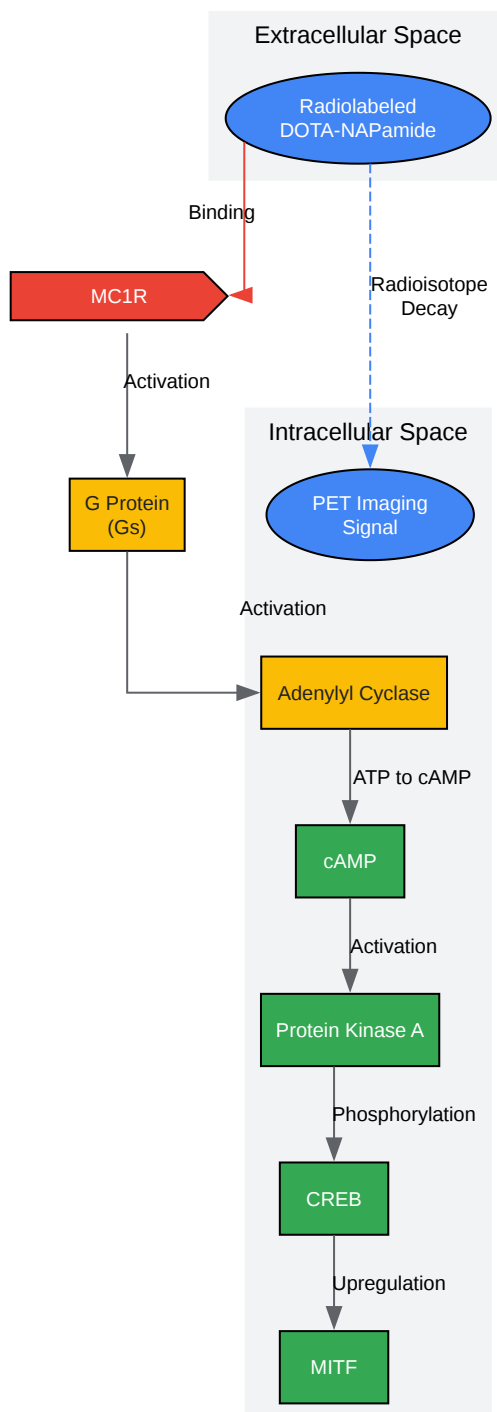 Extracellular Space
Radiolabeled
DOTA-NAPamide
Binding
MC1R
Radioisotope
Decay
Activation
Intracellular Space
G Protein
(Gs)
PET Imaging
Signal
Activation
Adenylyl Cyclase
ATP to cAMP
cAMP
Activation
Protein Kinase A
Phosphorylation
CREB
Upregulation
MITF